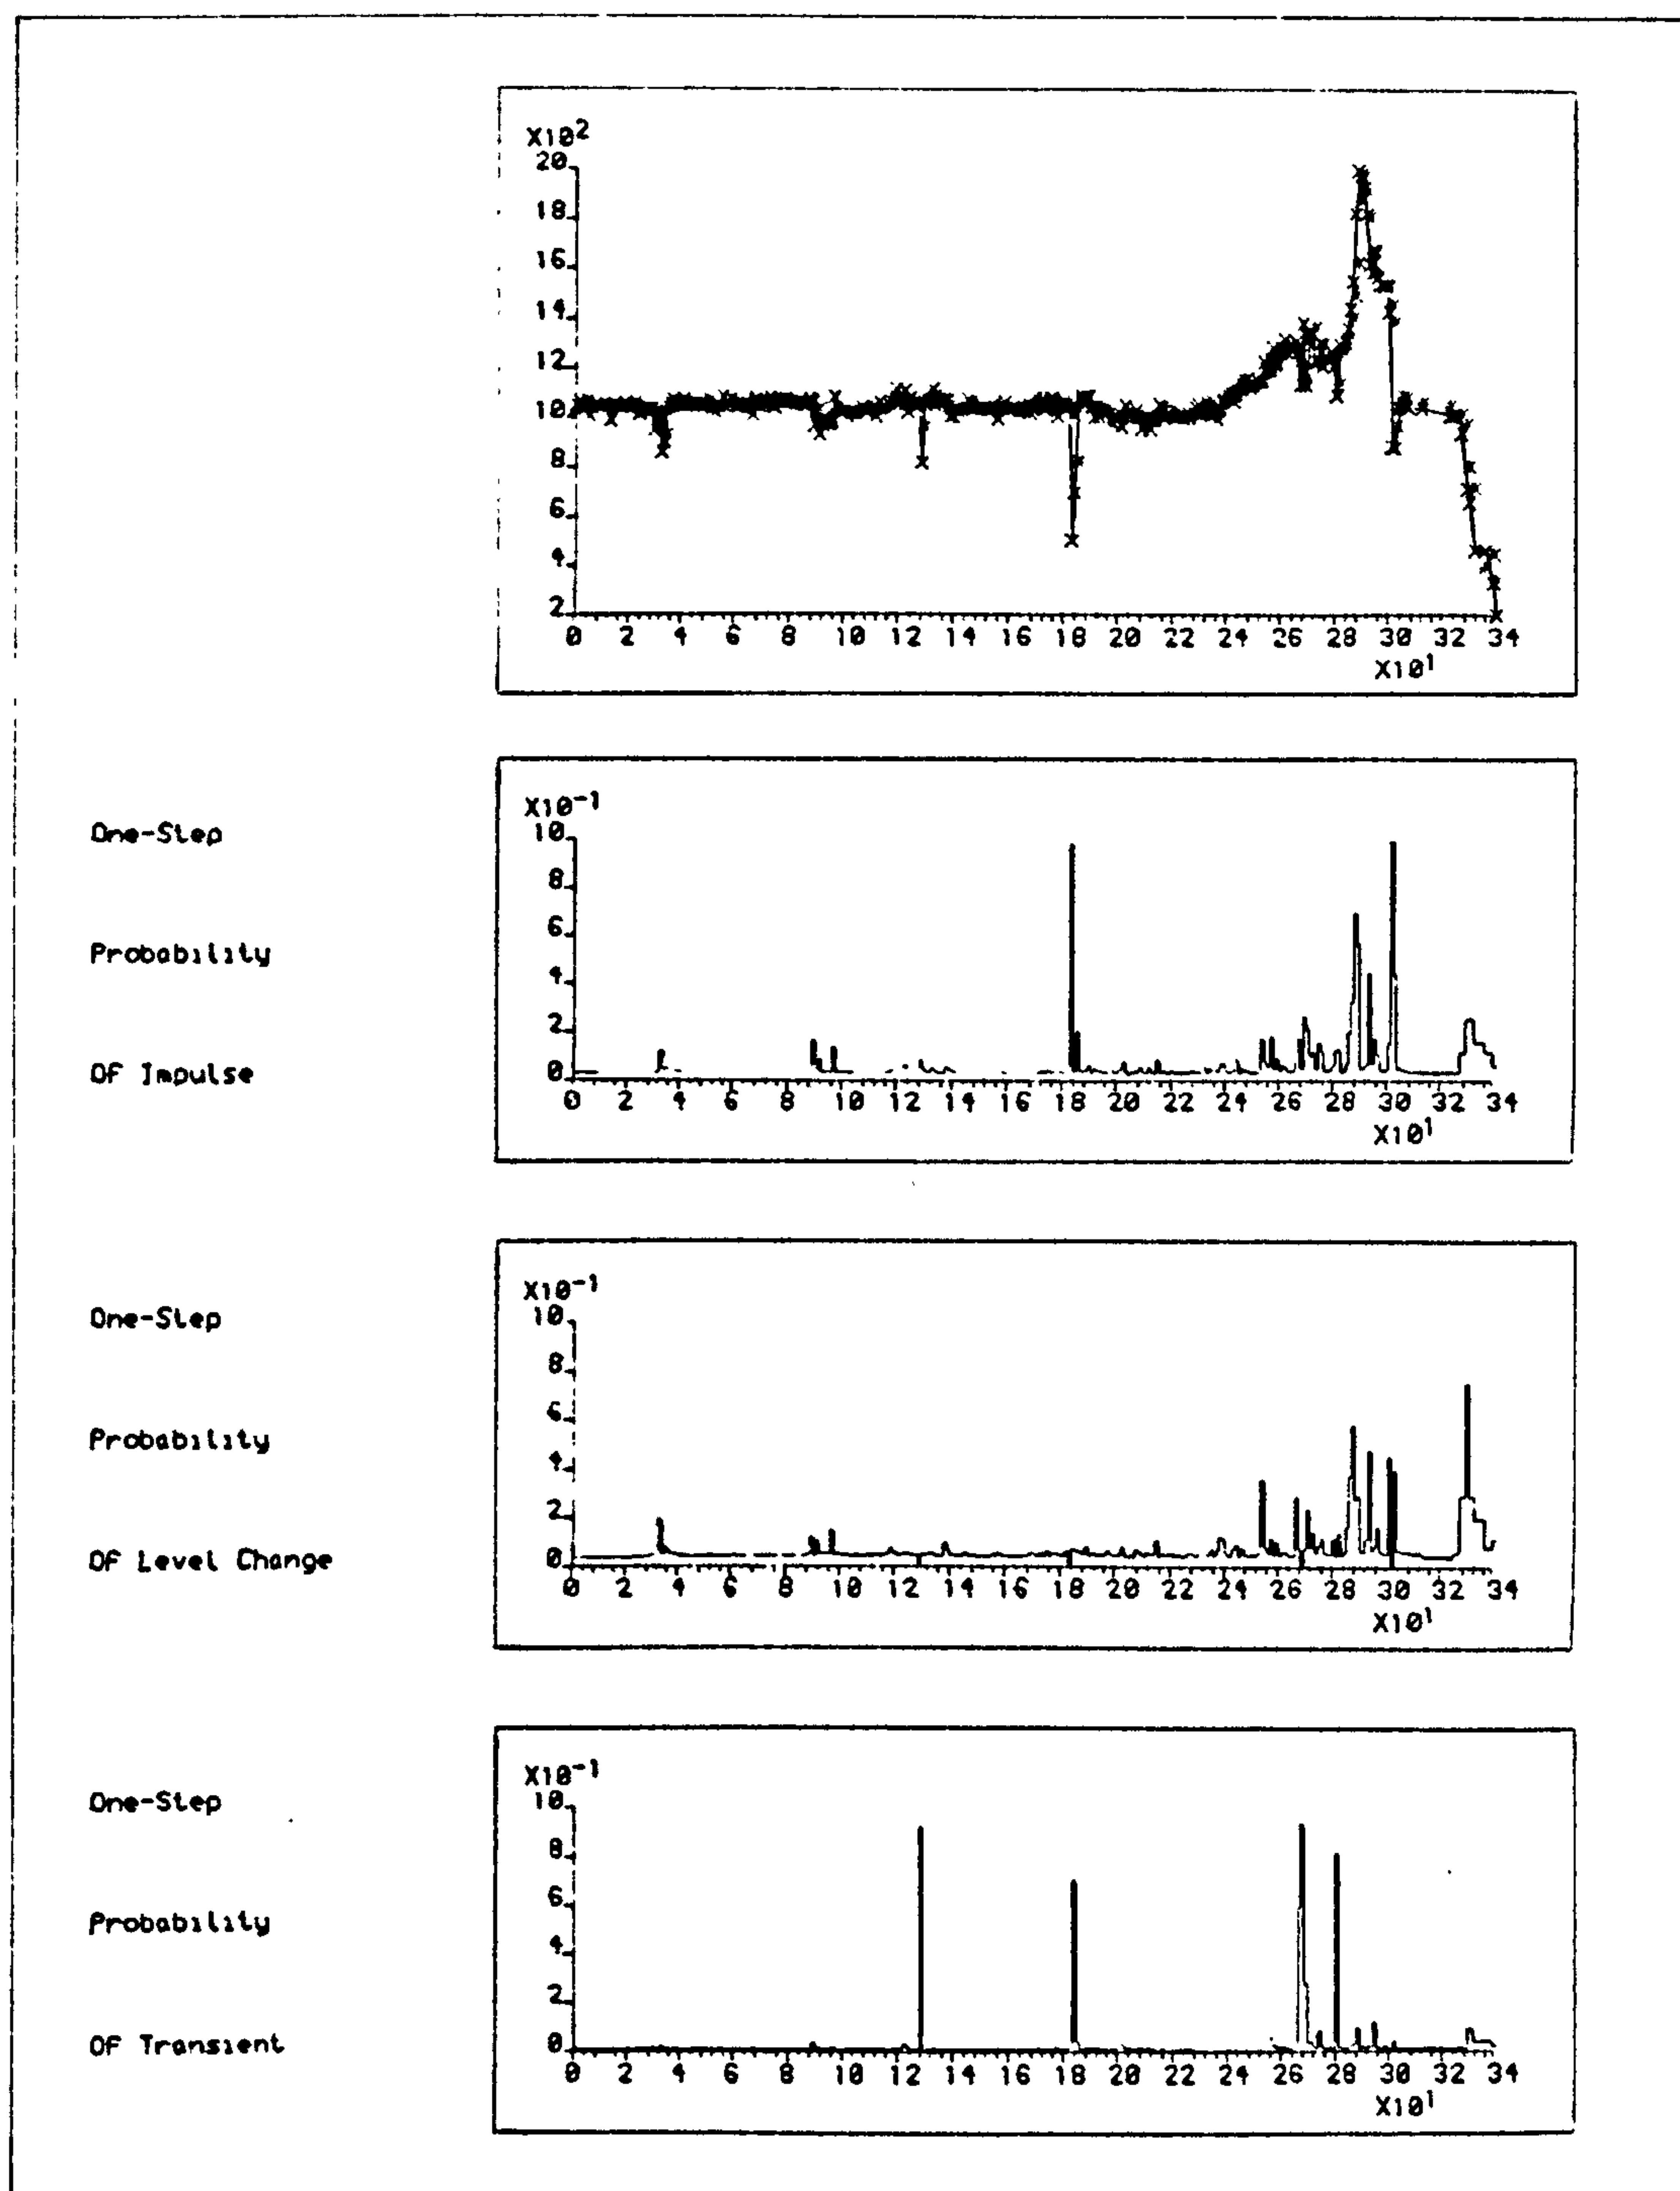 X10²
20
18
16
14
12
10
8
6
4
2
0 2 4 6 8 10 12 14 16 18 20 22 24 26 28 30 32 34
X10¹
One-Step
Probability
Of Impulse
X10⁻¹
10
8
6
4
2
0
0 2 4 6 8 10 12 14 16 18 20 22 24 26 28 30 32 34
X10¹
One-Step
Probability
Of Level Change
X10⁻¹
10
8
6
4
2
0
0 2 4 6 8 10 12 14 16 18 20 22 24 26 28 30 32 34
X10¹
One-Step
Probability
Of Transient
X10⁻¹
10
8
6
4
2
0
0 2 4 6 8 10 12 14 16 18 20 22 24 26 28 30 32 34
X10¹